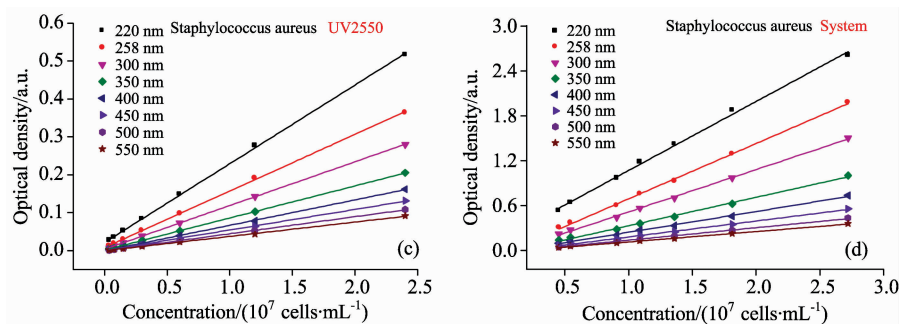 Staphylococcus aureus UV2550
220 nm
258 nm
300 nm
350 nm
400 nm
450 nm
500 nm
550 nm
Optical density/a.u.
0.6
0.5
0.4
0.3
0.2
0.1
0.0
(c)
0.0 0.5 1.0 1.5 2.0 2.5
Concentration/(10⁷ cells·mL⁻¹)
Staphylococcus aureus System
220 nm
258 nm
300 nm
350 nm
400 nm
450 nm
500 nm
550 nm
Optical density/a.u.
3.0
2.4
1.8
1.2
0.6
0.0
(d)
0.5 1.0 1.5 2.0 2.5 3.0
Concentration/(10⁷ cells·mL⁻¹)